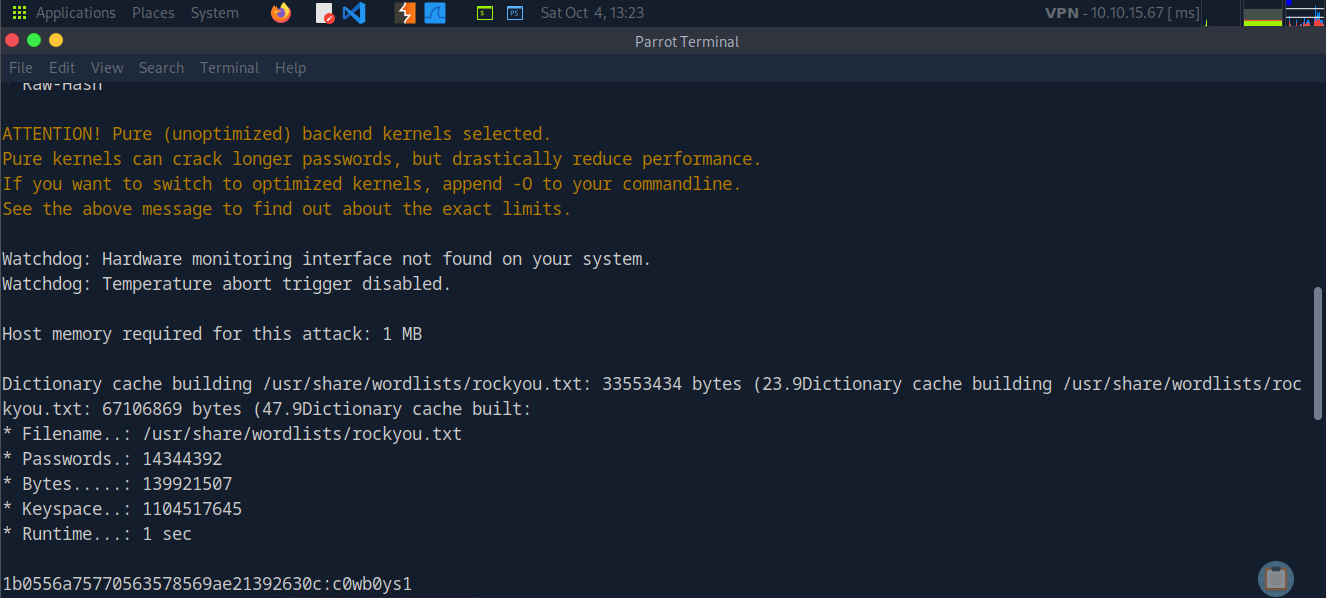 Applications Places System Sat Oct 4, 13:23 VPN - 10.10.15.67 [ ms]
Parrot Terminal
File Edit View Search Terminal Help
* Raw-Hash
ATTENTION! Pure (unoptimized) backend kernels selected.
Pure kernels can crack longer passwords, but drastically reduce performance.
If you want to switch to optimized kernels, append -O to your commandline.
See the above message to find out about the exact limits.
Watchdog: Hardware monitoring interface not found on your system.
Watchdog: Temperature abort trigger disabled.
Host memory required for this attack: 1 MB
Dictionary cache building /usr/share/wordlists/rockyou.txt: 33553434 bytes (23.9Dictionary cache building /usr/share/wordlists/roc
kyou.txt: 67106869 bytes (47.9Dictionary cache built:
* Filename..: /usr/share/wordlists/rockyou.txt
* Passwords.: 14344392
* Bytes.....: 139921507
* Keyspace..: 1104517645
* Runtime...: 1 sec
1b0556a75770563578569ae21392630c:c0wb0ys1